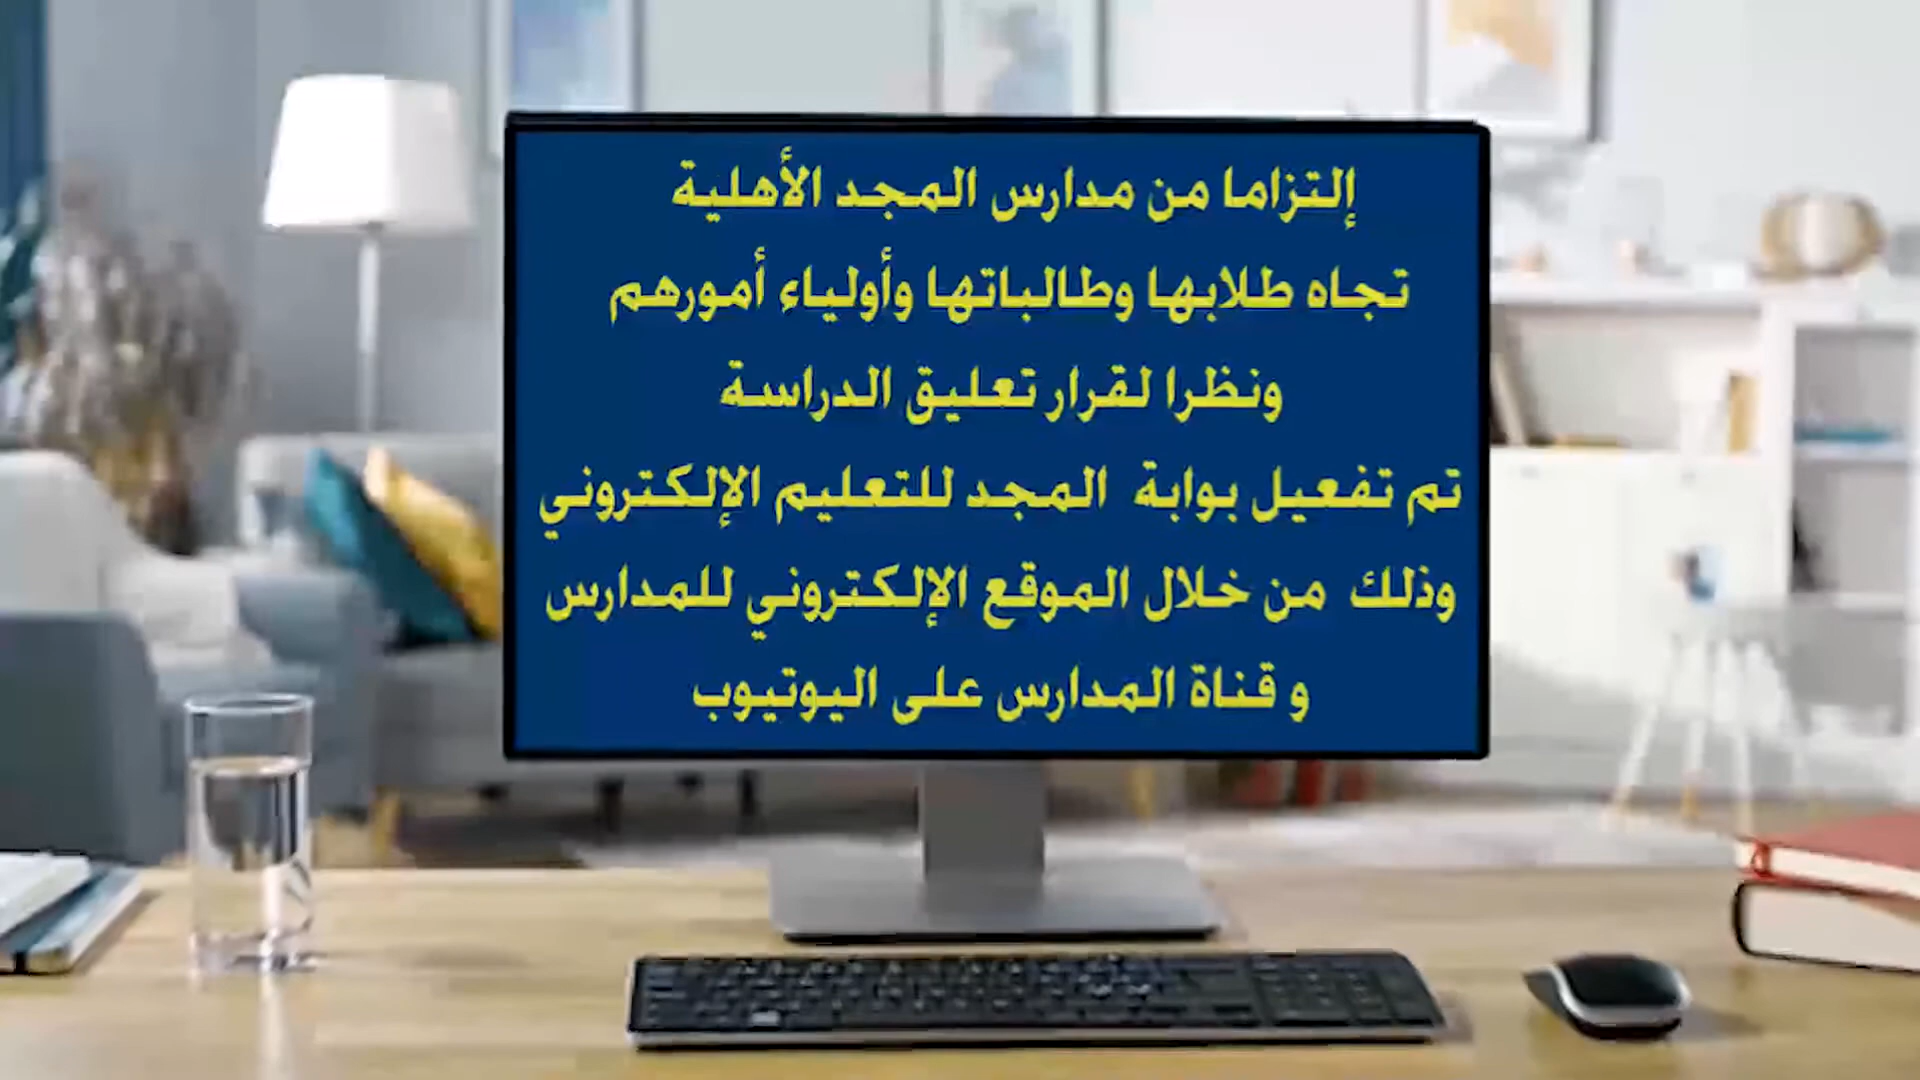 إلتزاما من مدارس المجد الأهلية
تجاه طلابها وطالباتها وأولياء أمورهم
ونظرا لقرار تعليق الدراسة
تم تفعيل بوابة المجد للتعليم الإلكتروني
وذلك من خلال الموقع الإلكتروني للمدارس
و قناة المدارس على اليوتيوب